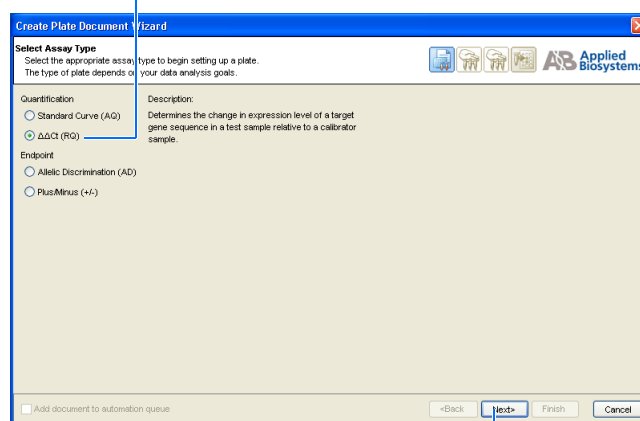 Create Plate Document Wizard
Select Assay Type
Select the appropriate assay type to begin setting up a plate.
The type of plate depends on your data analysis goals.
AB Applied Biosystems
Quantification
Description:
Standard Curve (AQ)
Determines the change in expression level of a target
gene sequence in a test sample relative to a calibrator
sample.
ΔΔCt (RQ)
Endpoint
Allelic Discrimination (AD)
Plus/Minus (+/-)
Add document to automation queue
<Back
Next>
Finish
Cancel